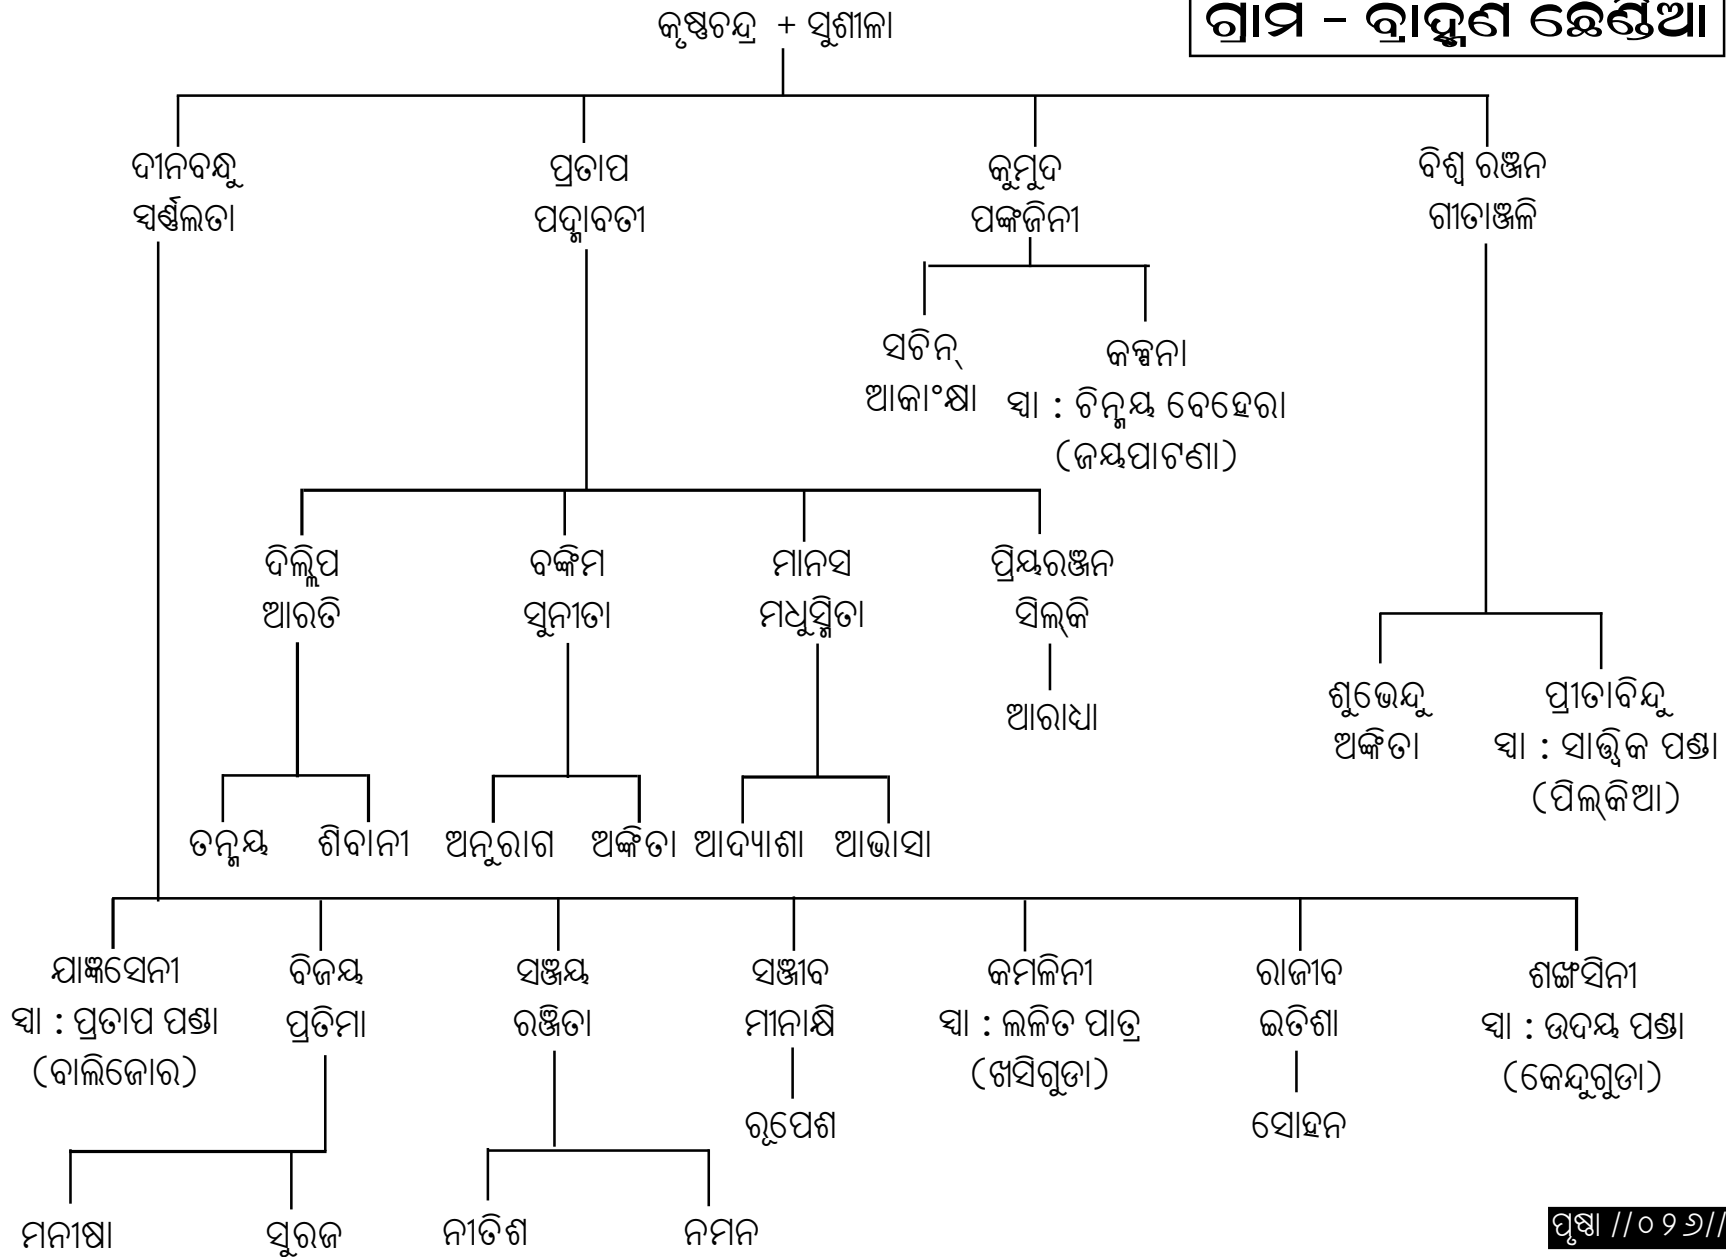 ଗ୍ରାମ - ବ୍ରାହ୍ମଣ ଛେଣ୍ଡିଆ
କୃଷ୍ଣଚନ୍ଦ୍ର + ସୁଶୀଳା
ଦୀନବନ୍ଧୁ ପ୍ରତାପ କୁମୁଦ ବିଶ୍ଵ ରଞ୍ଜନ
ସ୍ଵର୍ଣ୍ଣଲତା ପଦ୍ମାବତୀ ପଙ୍କଜିନୀ ଗୀତାଞ୍ଜଳି
ସଚିନ୍ କଳ୍ପନା
ଆକାଂକ୍ଷା ସ୍ଵା : ଚିନ୍ମୟ ବେହେରା
(ଜୟପାଟଣା)
ଦିଲ୍ଲିପ ବଙ୍କିମ ମାନସ ପ୍ରିୟରଞ୍ଜନ
ଆରତି ସୁନୀତା ମଧୁସ୍ମିତା ସିଲ୍‌କି
ଆରାଧ୍ୟା
ଶୁଭେନ୍ଦୁ ପ୍ରୀତାବିନ୍ଦୁ
ଅଙ୍କିତା ସ୍ଵା : ସାତ୍ତ୍ଵିକ ପଣ୍ଡା
(ପିଲ୍‌କିଆ)
ତନ୍ମୟ ଶିବାନୀ ଅନୁରାଗ ଅଙ୍କିତା ଆଦ୍ୟାଶା ଆଭାସା
ଯାଜ୍ଞସେନୀ ବିଜୟ ସଞ୍ଜୟ ସଞ୍ଜୀବ କମଳିନୀ ରାଜୀବ ଶଙ୍ଖସିନୀ
ସ୍ଵା : ପ୍ରତାପ ପଣ୍ଡା ପ୍ରତିମା ରଞ୍ଜିତା ମୀନାକ୍ଷି ସ୍ଵା : ଲଳିତ ପାତ୍ର ଇତିଶା ସ୍ଵା : ଉଦୟ ପଣ୍ଡା
(ବାଲିଜୋର) (ଖସିଗୁଡା) (କେନ୍ଦୁଗୁଡା)
ରୂପେଶ ସୋହନ
ମନୀଷା ସୁରଜ ନୀତିଶ ନମନ
ପୃଷ୍ଠା //୦୨୬//